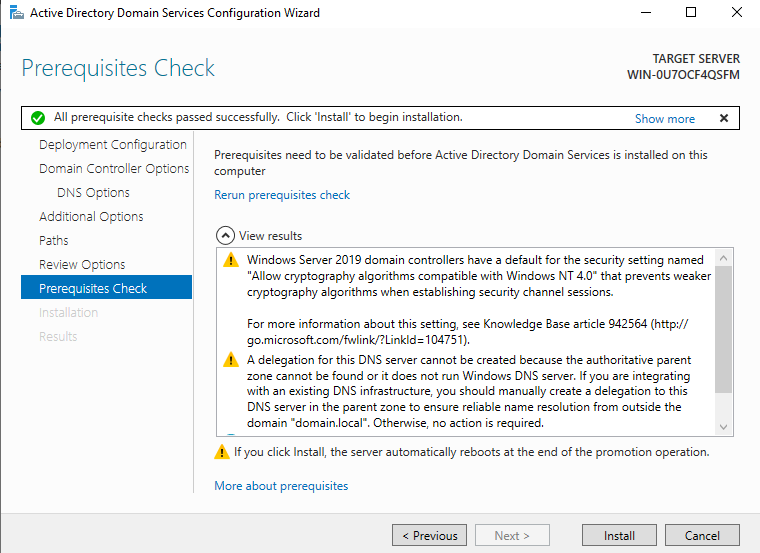 Active Directory Domain Services Configuration Wizard
Prerequisites Check
TARGET SERVER
WIN-0U7OCF4QSFM
All prerequisite checks passed successfully.  Click 'Install' to begin installation.
Show more
Deployment Configuration
Domain Controller Options
DNS Options
Additional Options
Paths
Review Options
Prerequisites Check
Installation
Results
Prerequisites need to be validated before Active Directory Domain Services is installed on this
computer
Rerun prerequisites check
View results
Windows Server 2019 domain controllers have a default for the security setting named
"Allow cryptography algorithms compatible with Windows NT 4.0" that prevents weaker
cryptography algorithms when establishing security channel sessions.
For more information about this setting, see Knowledge Base article 942564 (http://
go.microsoft.com/fwlink/?LinkId=104751).
A delegation for this DNS server cannot be created because the authoritative parent
zone cannot be found or it does not run Windows DNS server. If you are integrating
with an existing DNS infrastructure, you should manually create a delegation to this
DNS server in the parent zone to ensure reliable name resolution from outside the
domain "domain.local". Otherwise, no action is required.
If you click Install, the server automatically reboots at the end of the promotion operation.
More about prerequisites
< Previous
Next >
Install
Cancel